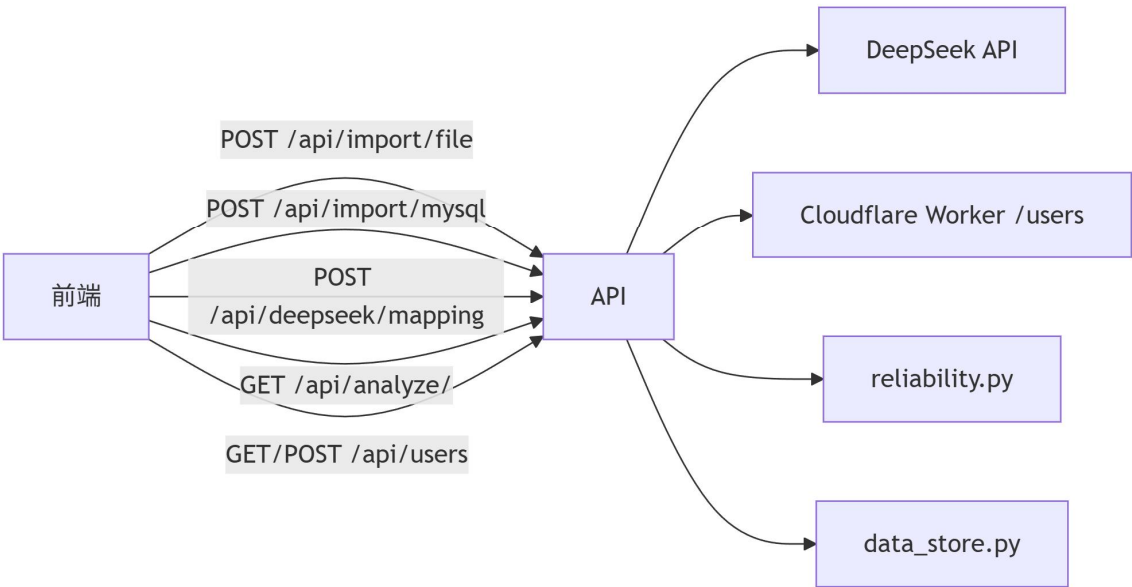 前端
POST /api/import/file
POST /api/import/mysql
POST
/api/deepseek/mapping
GET /api/analyze/
GET/POST /api/users
API
DeepSeek API
Cloudflare Worker /users
reliability.py
data_store.py